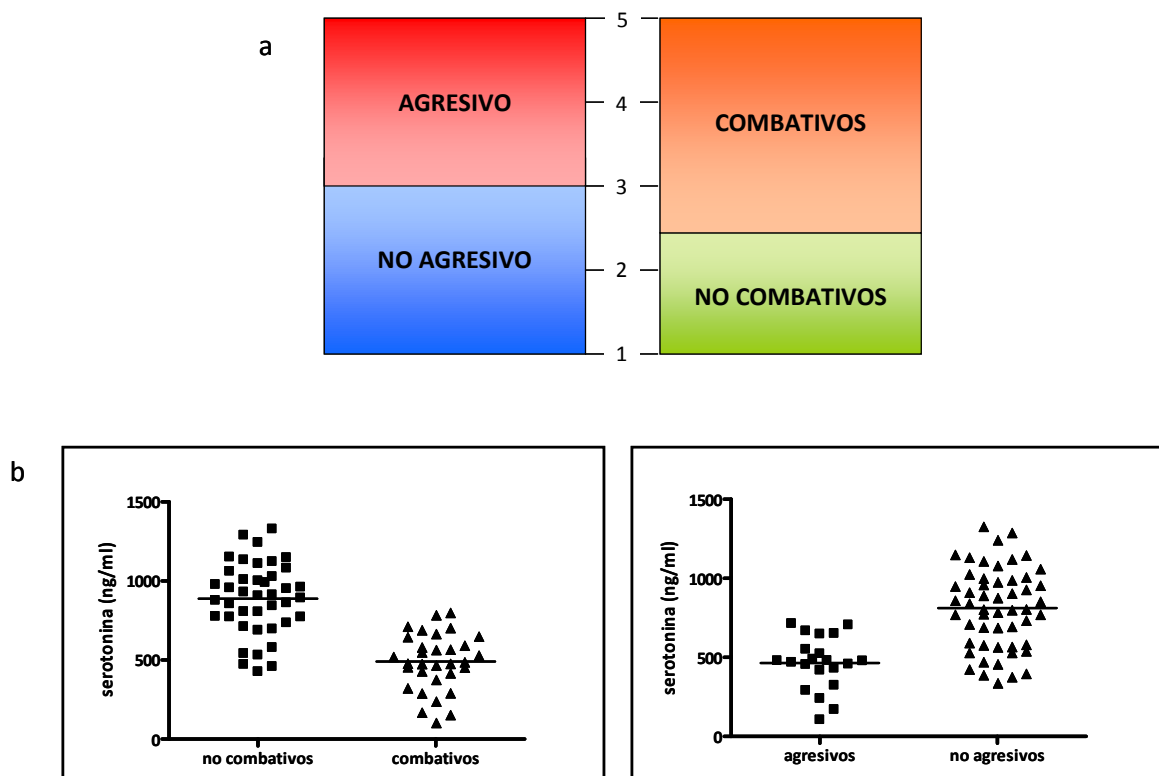 a
AGRESIVO
NO AGRESIVO
5
4
3
2
1
COMBATIVOS
NO COMBATIVOS
b
serotonina (ng/ml)
1500
1000
500
0
no combativos combativos
serotonina (ng/ml)
1500
1000
500
0
agresivos no agresivos